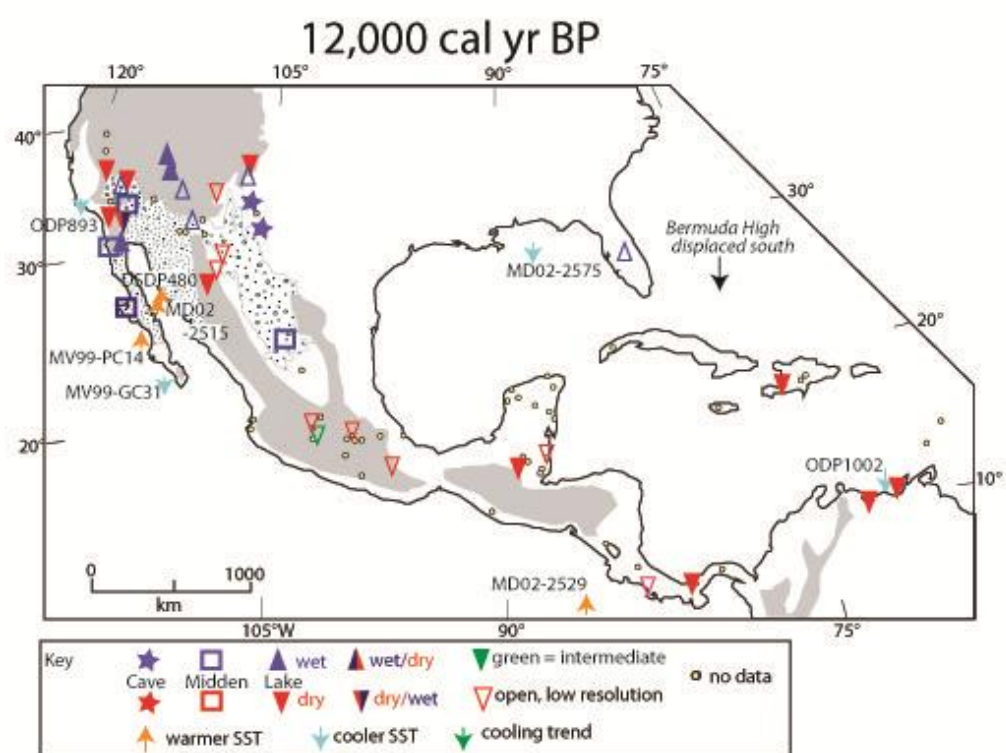 12,000 cal yr BP
120°
105°
90°
75°
40°
30°
ODP893
Bermuda High
displaced south
30°
DSDP480
MD02-2575
MD02
-2515
20°
MV99-PC14
MV99-GC31
20°
ODP1002
10°
0
1000
km
MD02-2529
105°W
90°
75°
Key
wet
wet/dry
green = intermediate
Cave
Midden
Lake
no data
dry
dry/wet
open, low resolution
warmer SST
cooler SST
cooling trend